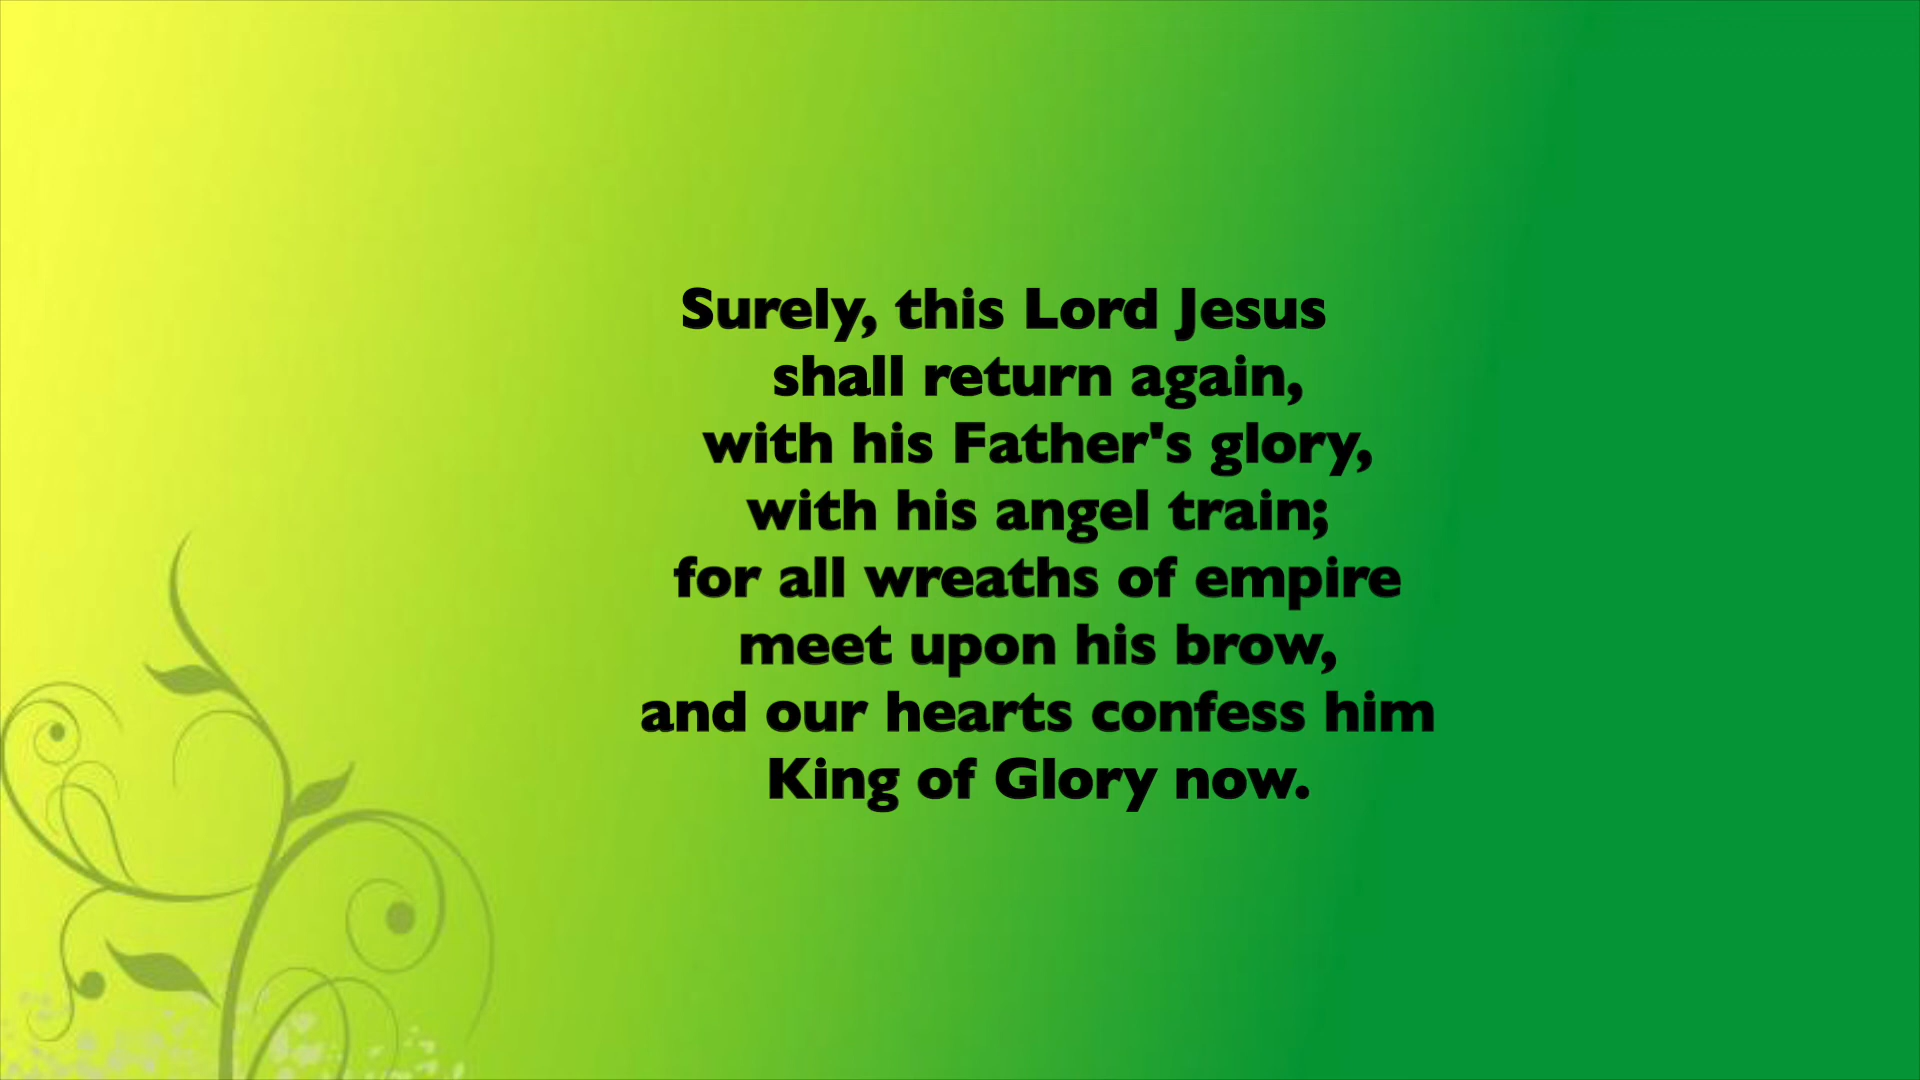 Surely, this Lord Jesus
shall return again,
with his Father's glory,
with his angel train;
for all wreaths of empire
meet upon his brow,
and our hearts confess him
King of Glory now.